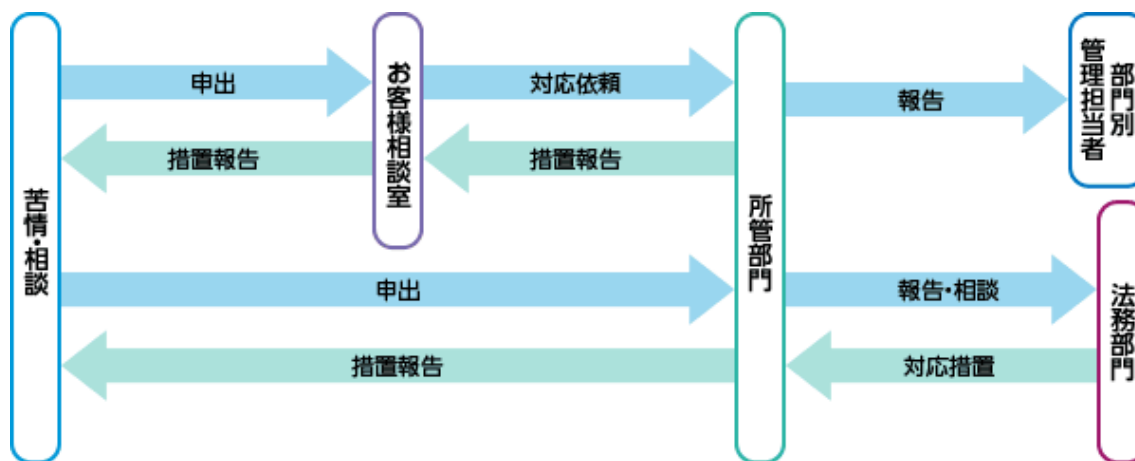 苦情・相談
申出
措置報告
お客様相談室
対応依頼
措置報告
申出
措置報告
所管部門
報告
部門別
管理担当者
報告・相談
対応措置
法務部門